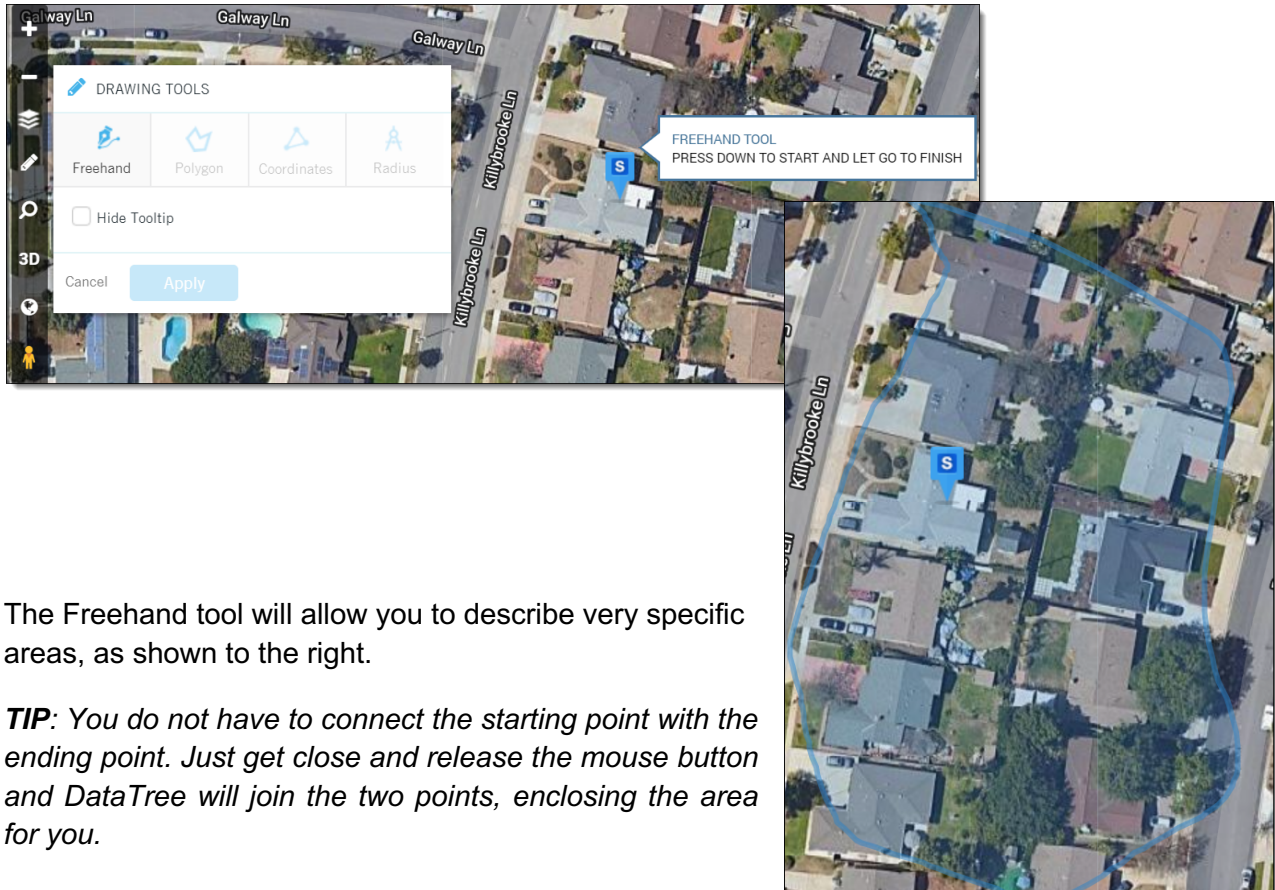 Galway Ln
Galway Ln
Galway Ln
DRAWING TOOLS
Freehand
Polygon
Coordinates
Radius
Hide Tooltip
Cancel
Apply
3D
Killybrooke Ln
Killybrooke Ln
FREEHAND TOOL
PRESS DOWN TO START AND LET GO TO FINISH
S
Killybrooke Ln
S
The Freehand tool will allow you to describe very specific
areas, as shown to the right.
TIP: You do not have to connect the starting point with the
ending point. Just get close and release the mouse button
and DataTree will join the two points, enclosing the area
for you.